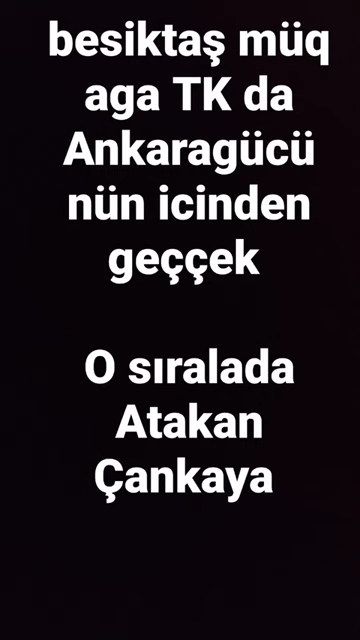 besiktaş müq
aga TK da
Ankaragücü
nün icinden
geççek
O sıralada
Atakan
Çankaya